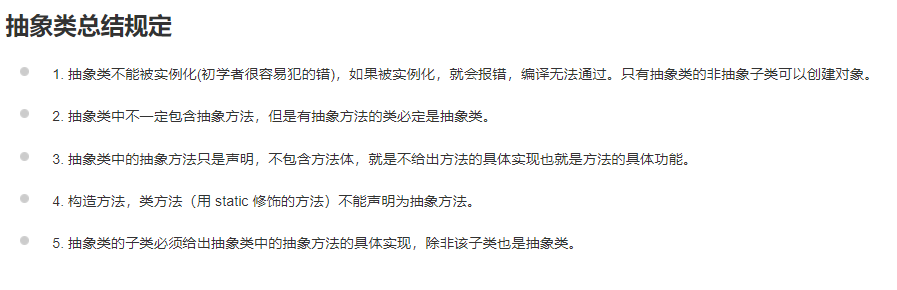 抽象类总结规定
1. 抽象类不能被实例化(初学者很容易犯的错)，如果被实例化，就会报错，编译无法通过。只有抽象类的非抽象子类可以创建对象。
2. 抽象类中不一定包含抽象方法，但是有抽象方法的类必定是抽象类。
3. 抽象类中的抽象方法只是声明，不包含方法体，就是不给出方法的具体实现也就是方法的具体功能。
4. 构造方法，类方法（用 static 修饰的方法）不能声明为抽象方法。
5. 抽象类的子类必须给出抽象类中的抽象方法的具体实现，除非该子类也是抽象类。